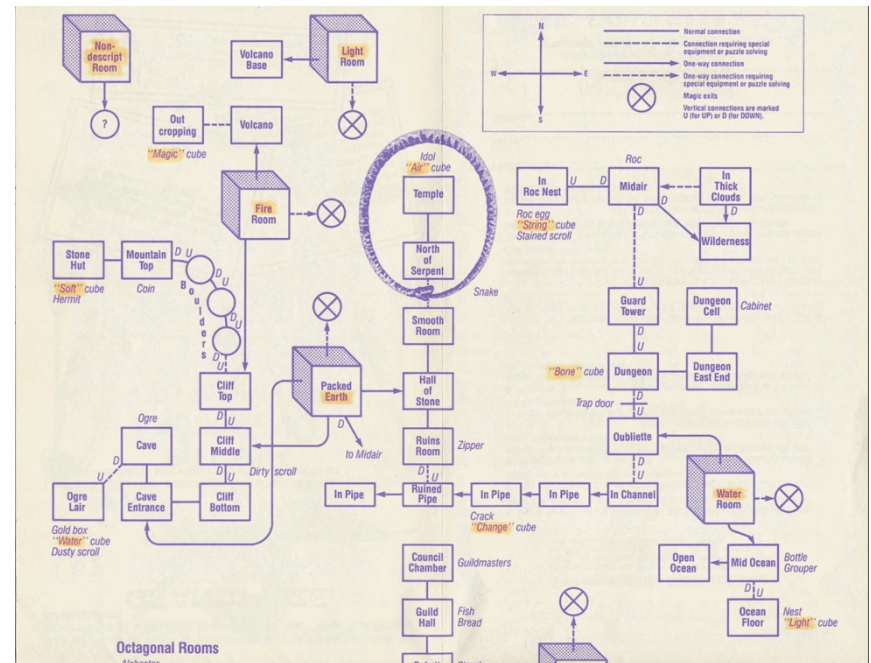 Non-
descript
Room
?
Volcano
Base
Light
Room
N
W
E
S
Normal connection
Connection requiring special
equipment or puzzle solving
One-way connection
One-way connection requiring
special equipment or puzzle solving
Magic exits
Vertical connections are marked
U (for UP) or D (for DOWN).
Out
cropping
Volcano
"Magic" cube
Fire
Room
Idol
"Air" cube
Temple
North
of
Serpent
Snake
Roc
In
Roc Nest
U
D
Midair
D
D
In
Thick
Clouds
D
Wilderness
Roc egg
"String" cube
Stained scroll
Stone
Hut
Mountain
Top
D
U
"Soft" cube
Hermit
Coin
Boulders
D
U
D
U
D
U
Smooth
Room
U
Guard
Tower
D
U
Dungeon
Cell
Cabinet
"Bone" cube
Dungeon
Dungeon
East End
Trap door
D
U
Oubliette
D
U
Packed
Earth
D
to Midair
Hall
of
Stone
Cliff
Top
D
U
Cliff
Middle
D
U
Dirty scroll
Ogre
Cave
D
U
Ogre
Lair
Cave
Entrance
Cliff
Bottom
Gold box
"Water" cube
Dusty scroll
Ruins
Room
Zipper
D
U
In Pipe
Ruined
Pipe
In Pipe
In Pipe
In Channel
Crack
"Change" cube
Water
Room
Open
Ocean
Mid Ocean
Bottle
Grouper
D
U
Ocean
Floor
Nest
"Light" cube
Council
Chamber
Guildmasters
Guild
Hall
Fish
Bread
Octagonal Rooms